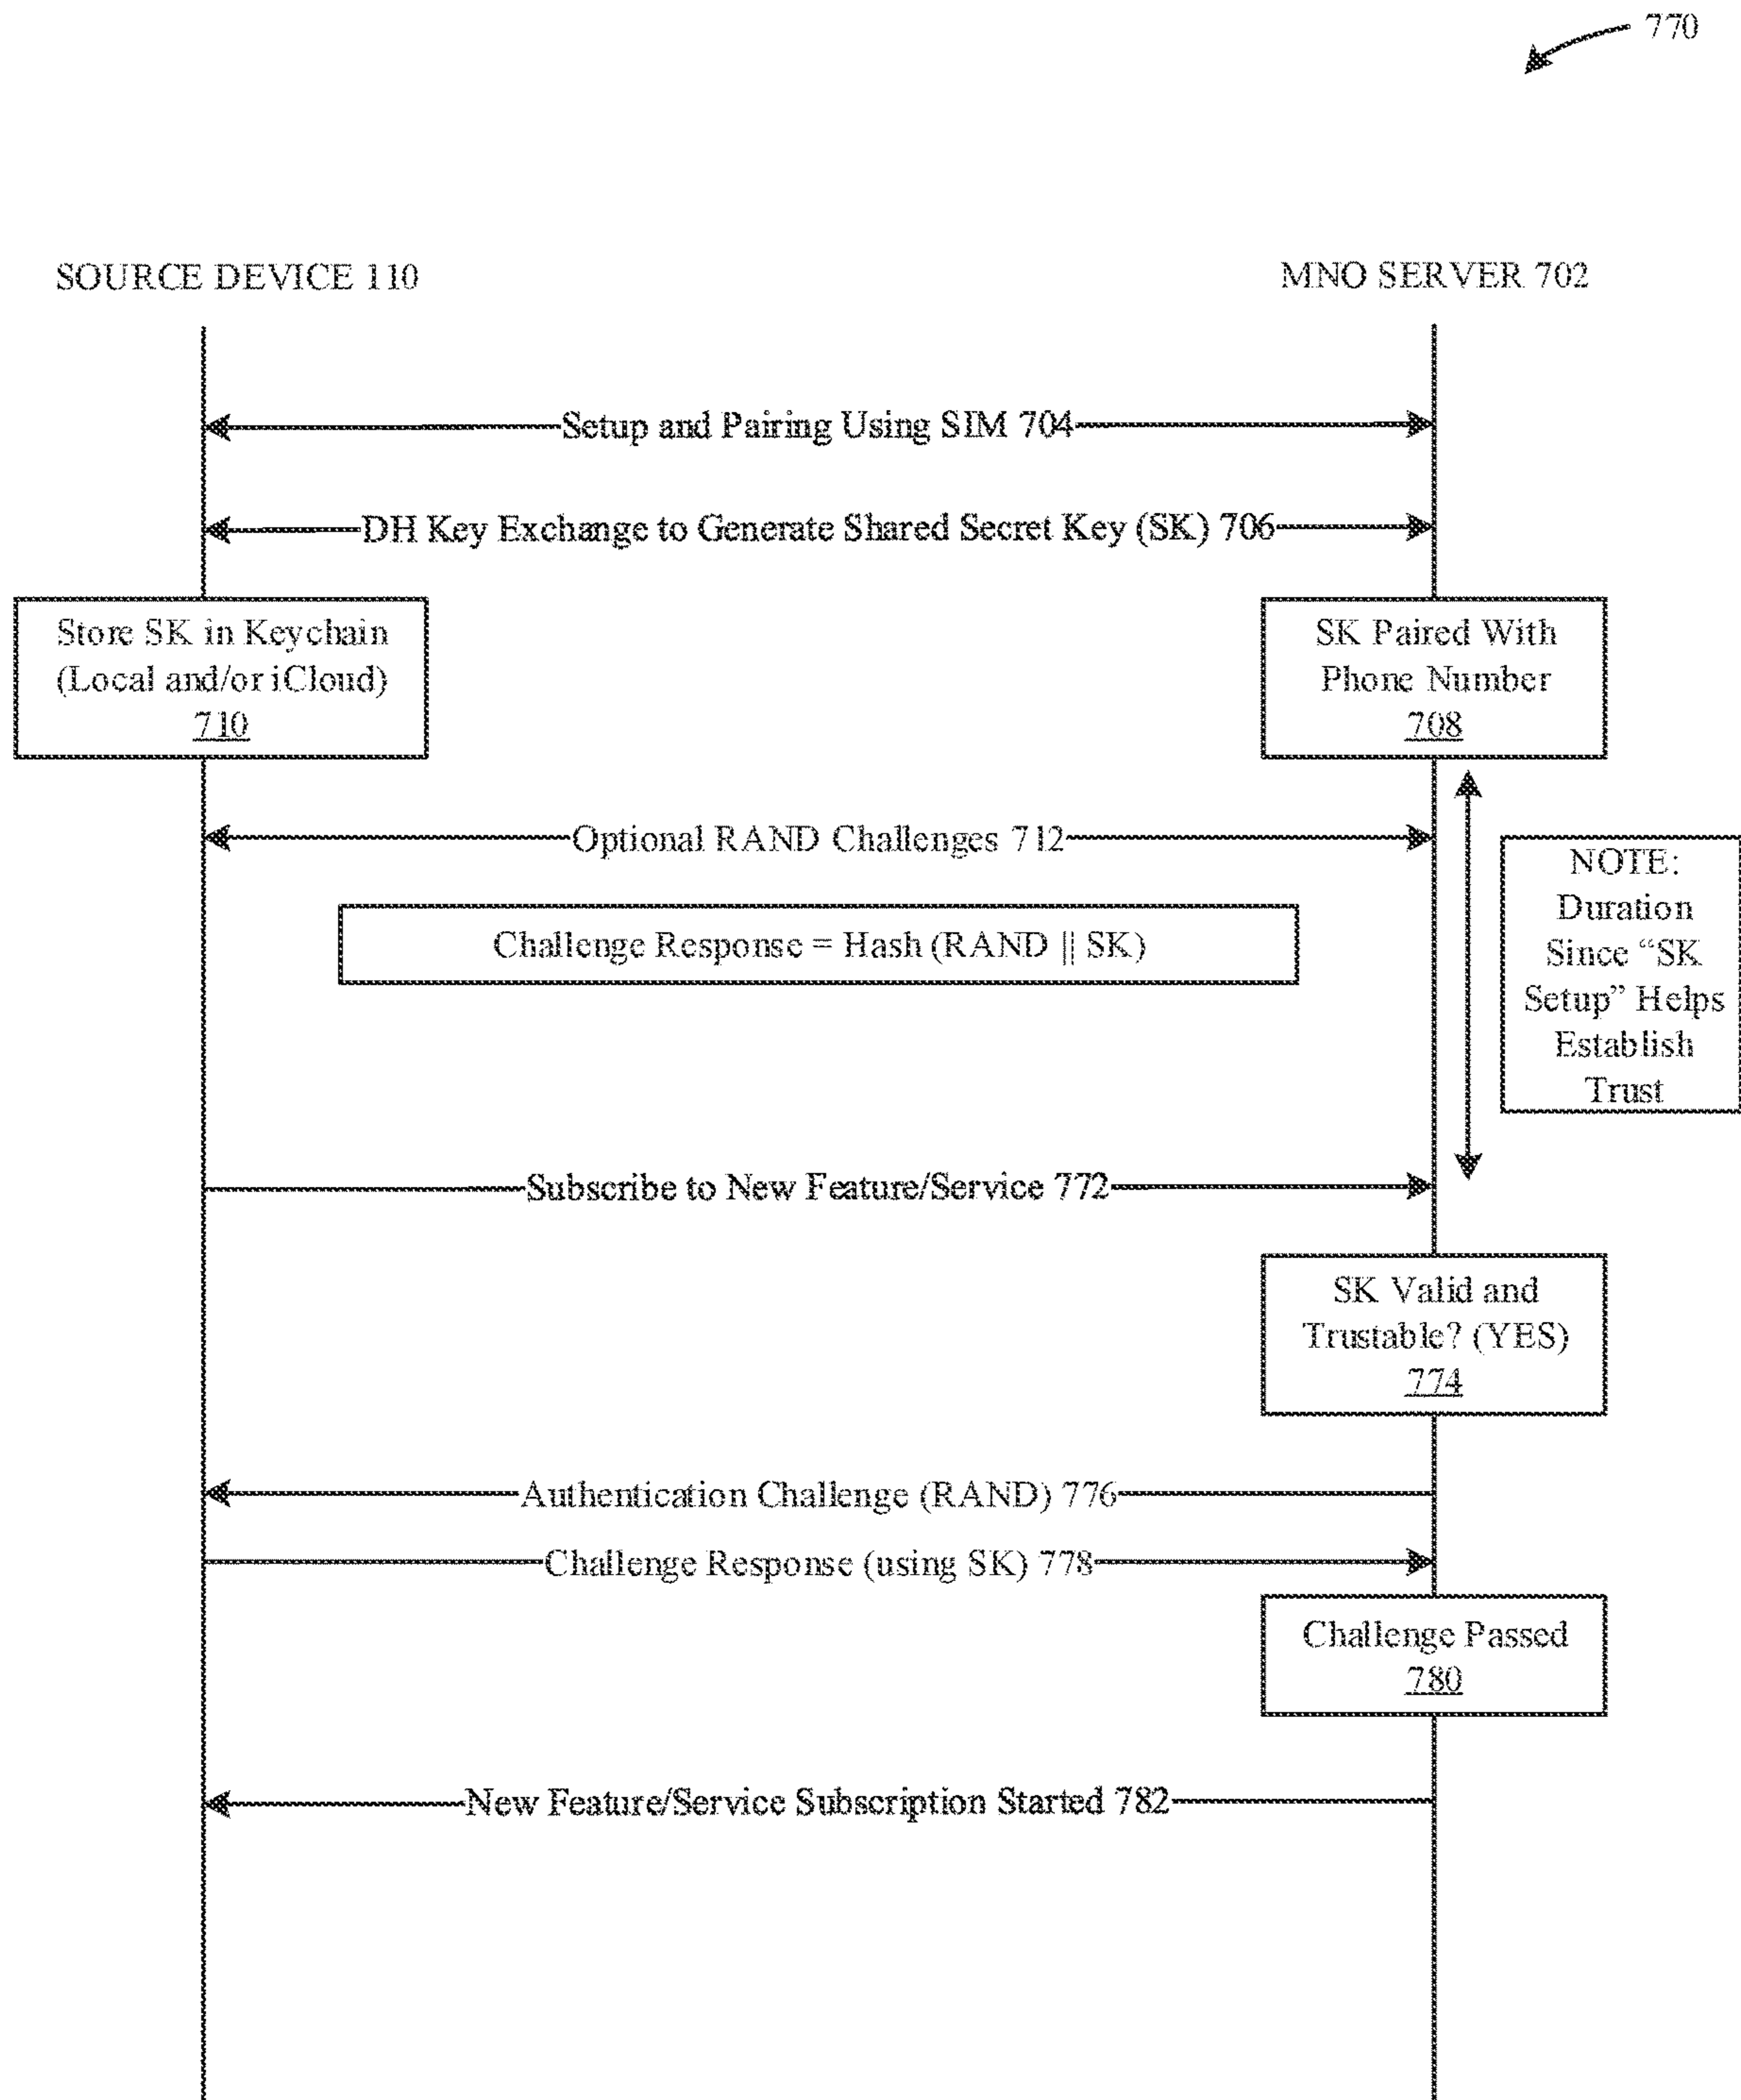 770
SOURCE DEVICE 110
MNO SERVER 702
Setup and Pairing Using SIM 704
DH Key Exchange to Generate Shared Secret Key (SK) 706
Store SK in Keychain
(Local and/or iCloud)
710
SK Paired With
Phone Number
708
Optional RAND Challenges 712
Challenge Response = Hash (RAND || SK)
NOTE:
Duration
Since “SK
Setup” Helps
Establish
Trust
Subscribe to New Feature/Service 772
SK Valid and
Trustable? (YES)
774
Authentication Challenge (RAND) 776
Challenge Response (using SK) 778
Challenge Passed
780
New Feature/Service Subscription Started 782